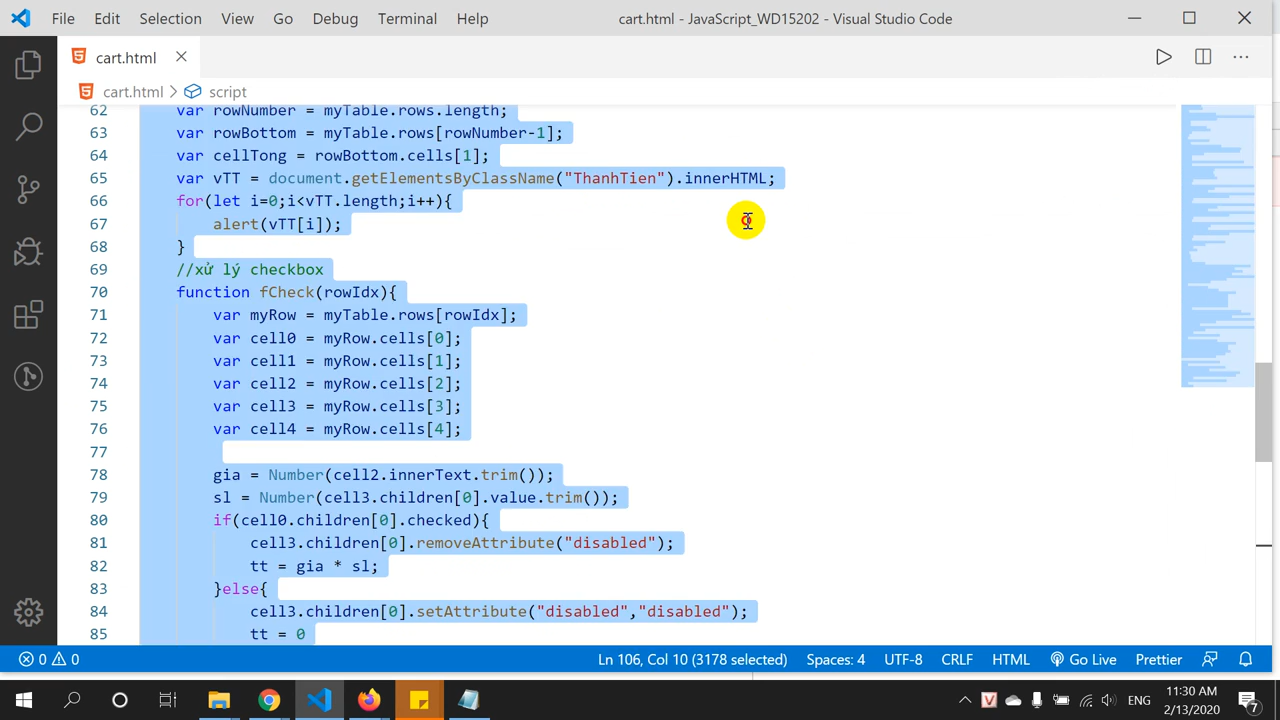 File Edit Selection View Go Debug Terminal Help cart.html - JavaScript_WD15202 - Visual Studio Code
cart.html
cart.html > script
62 var rowNumber = myTable.rows.length;
63 var rowBottom = myTable.rows[rowNumber-1];
64 var cellTong = rowBottom.cells[1];
65 var vTT = document.getElementsByClassName("ThanhTien").innerHTML;
66 for(let i=0;i<vTT.length;i++){
67 alert(vTT[i]);
68 }
69 //xử lý checkbox
70 function fCheck(rowIdx){
71 var myRow = myTable.rows[rowIdx];
72 var cell0 = myRow.cells[0];
73 var cell1 = myRow.cells[1];
74 var cell2 = myRow.cells[2];
75 var cell3 = myRow.cells[3];
76 var cell4 = myRow.cells[4];
77
78 gia = Number(cell2.innerText.trim());
79 sl = Number(cell3.children[0].value.trim());
80 if(cell0.children[0].checked){
81 cell3.children[0].removeAttribute("disabled");
82 tt = gia * sl;
83 }else{
84 cell3.children[0].setAttribute("disabled","disabled");
85 tt = 0
0 0 Ln 106, Col 10 (3178 selected) Spaces: 4 UTF-8 CRLF HTML Go Live Prettier
ENG 11:30 AM
2/13/2020 7